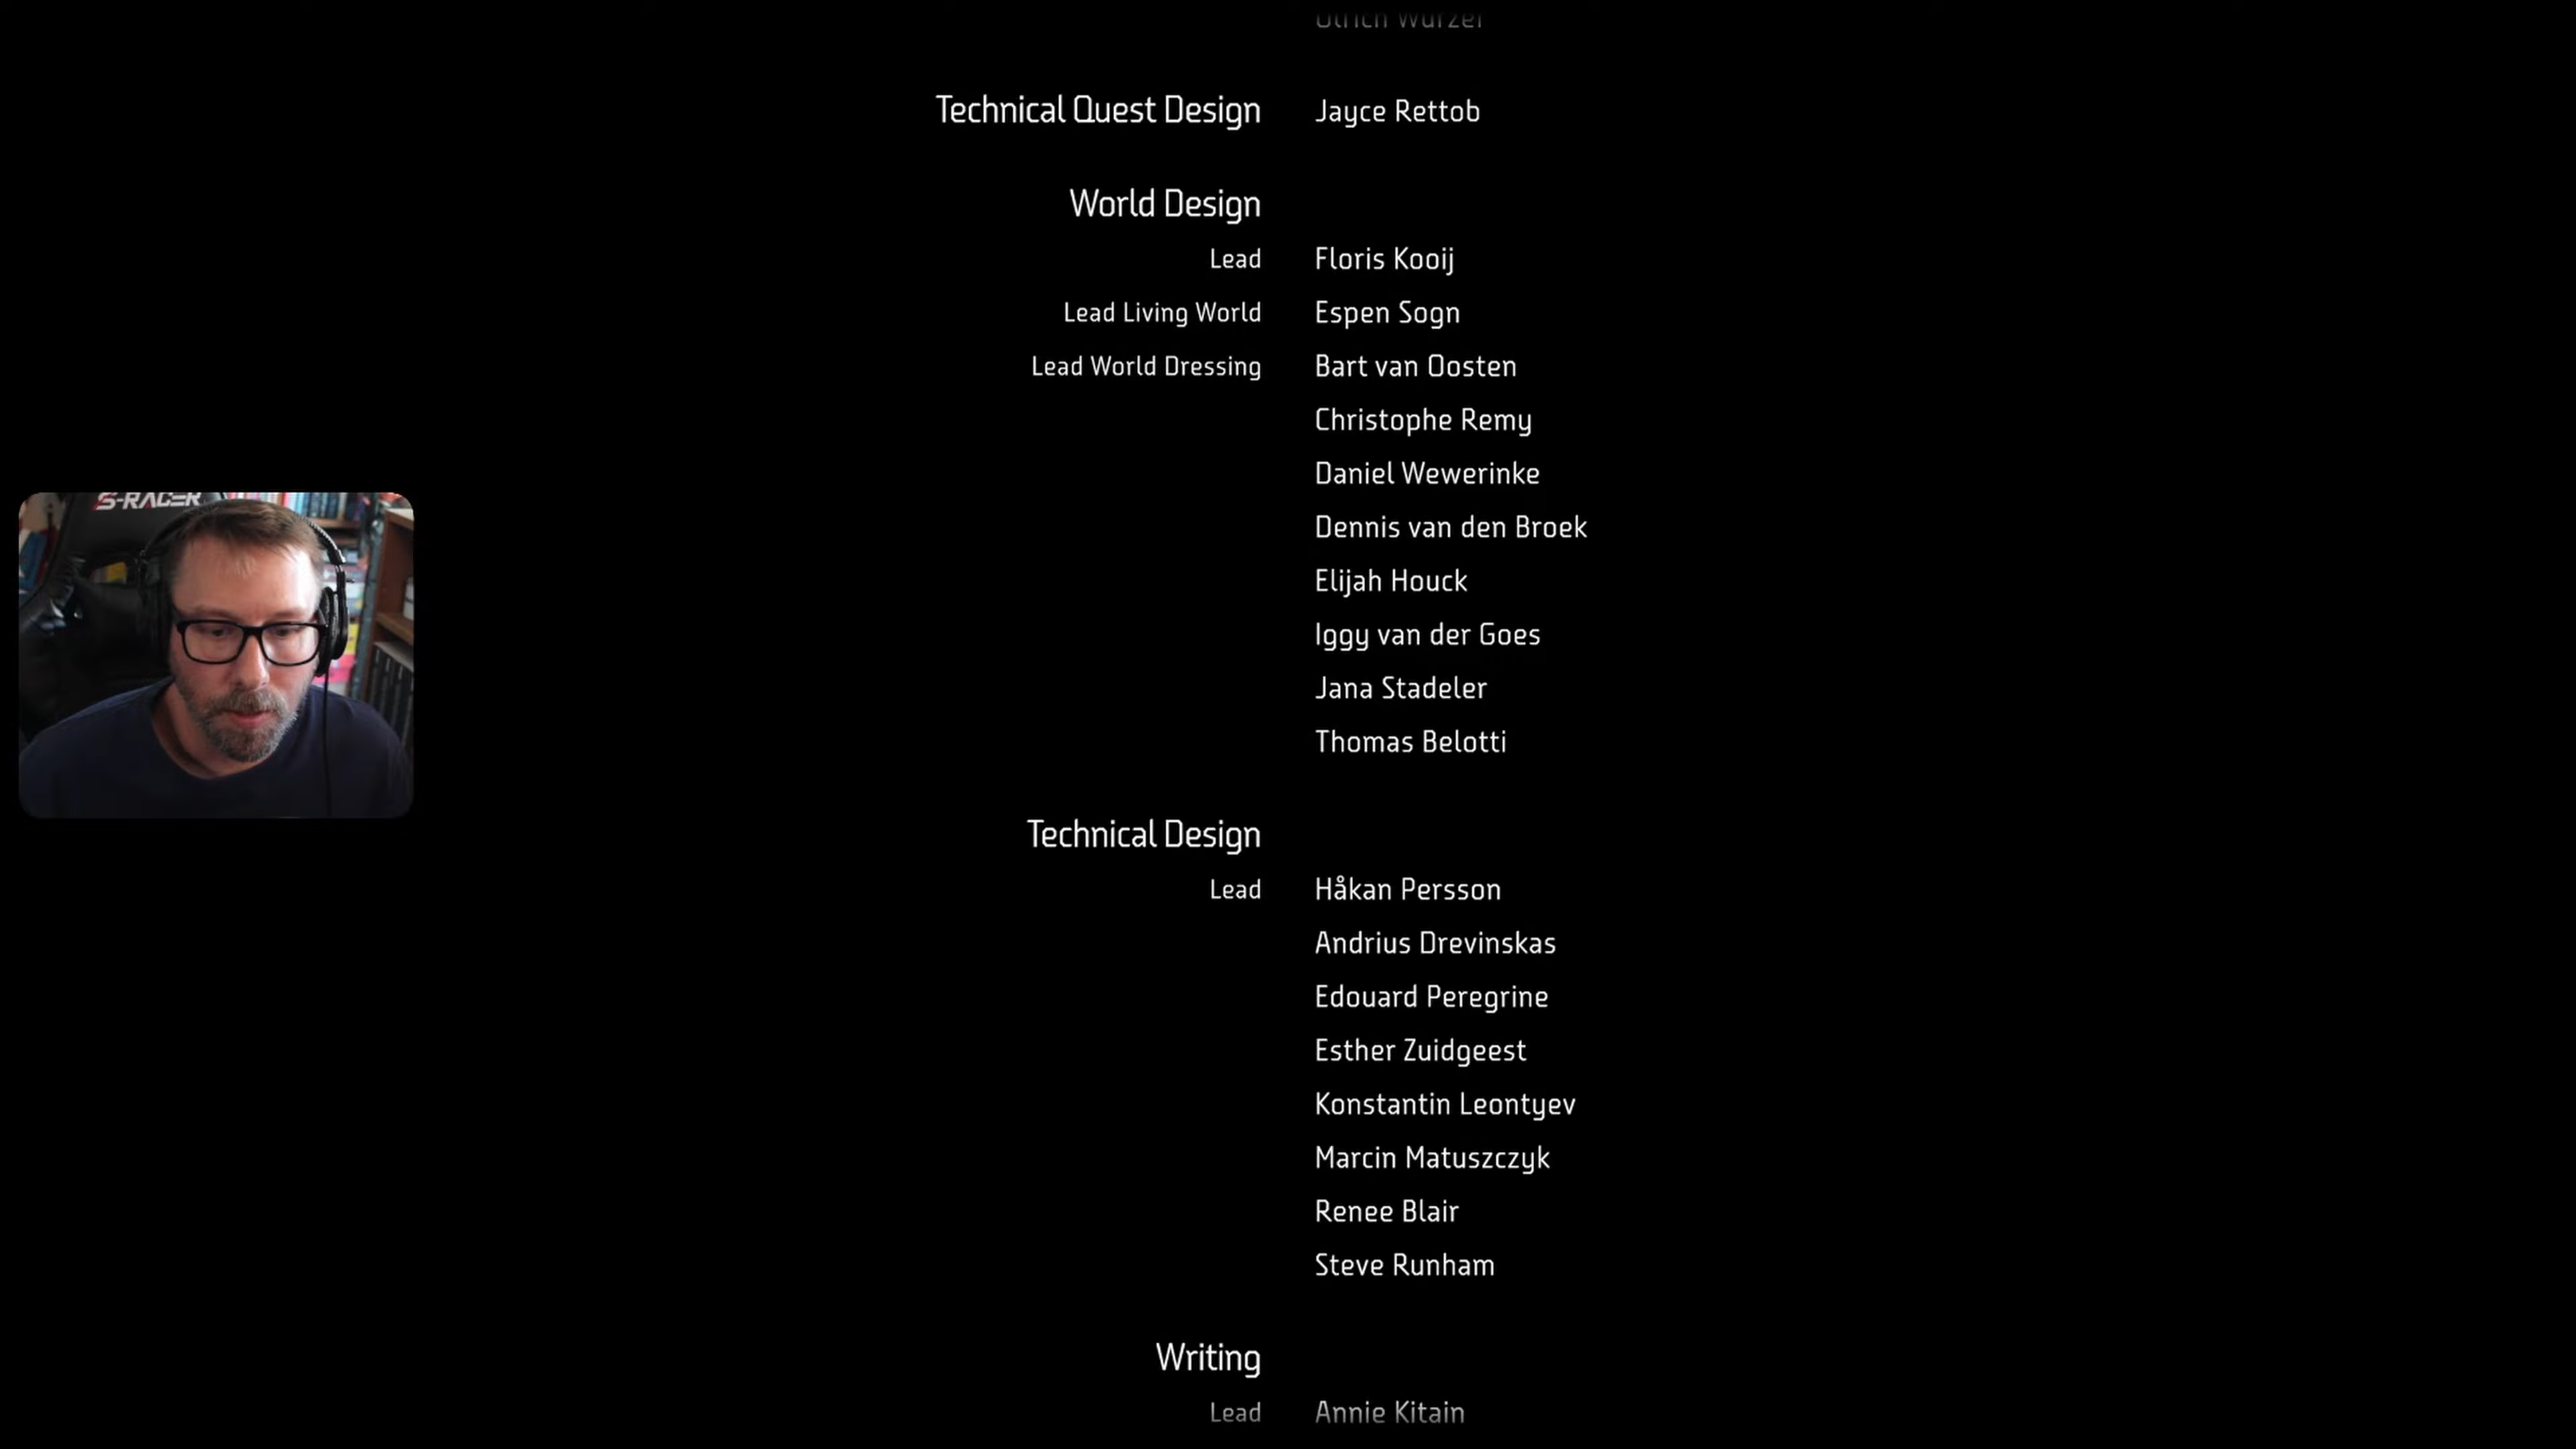 Ulrich Wurzer
Technical Quest Design Jayce Rettob
World Design
Lead Floris Kooij
Lead Living World Espen Sogn
Lead World Dressing Bart van Oosten
Christophe Remy
Daniel Wewerinke
Dennis van den Broek
Elijah Houck
Iggy van der Goes
Jana Stadeler
Thomas Belotti
S-RACER
Technical Design
Lead Håkan Persson
Andrius Drevinskas
Edouard Peregrine
Esther Zuidgeest
Konstantin Leontyev
Marcin Matuszczyk
Renee Blair
Steve Runham
Writing
Lead Annie Kitain